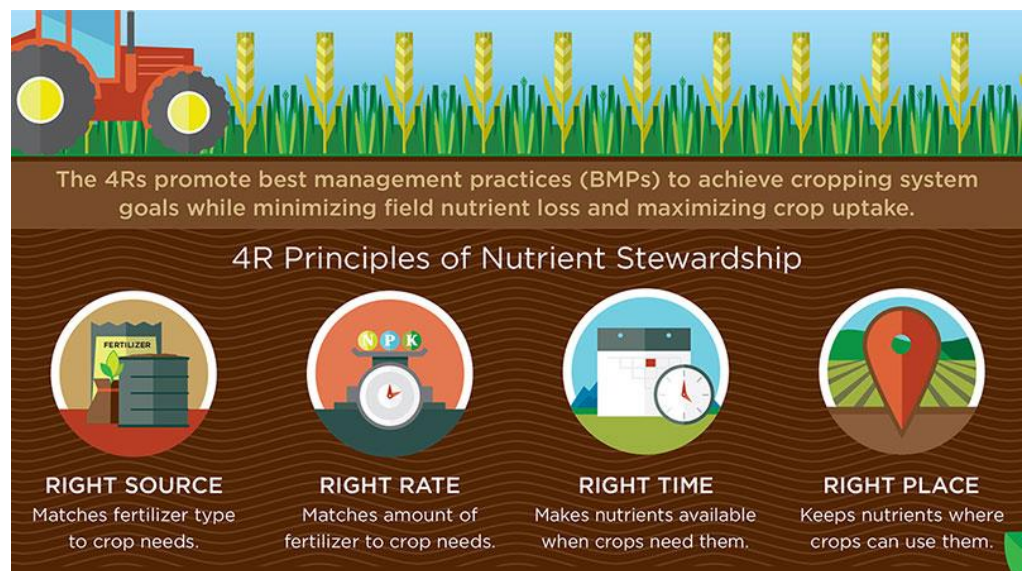 The 4Rs promote best management practices (BMPs) to achieve cropping system
goals while minimizing field nutrient loss and maximizing crop uptake.
4R Principles of Nutrient Stewardship
FERTILIZER
N P K
RIGHT SOURCE
Matches fertilizer type
to crop needs.
RIGHT RATE
Matches amount of
fertilizer to crop needs.
RIGHT TIME
Makes nutrients available
when crops need them.
RIGHT PLACE
Keeps nutrients where
crops can use them.